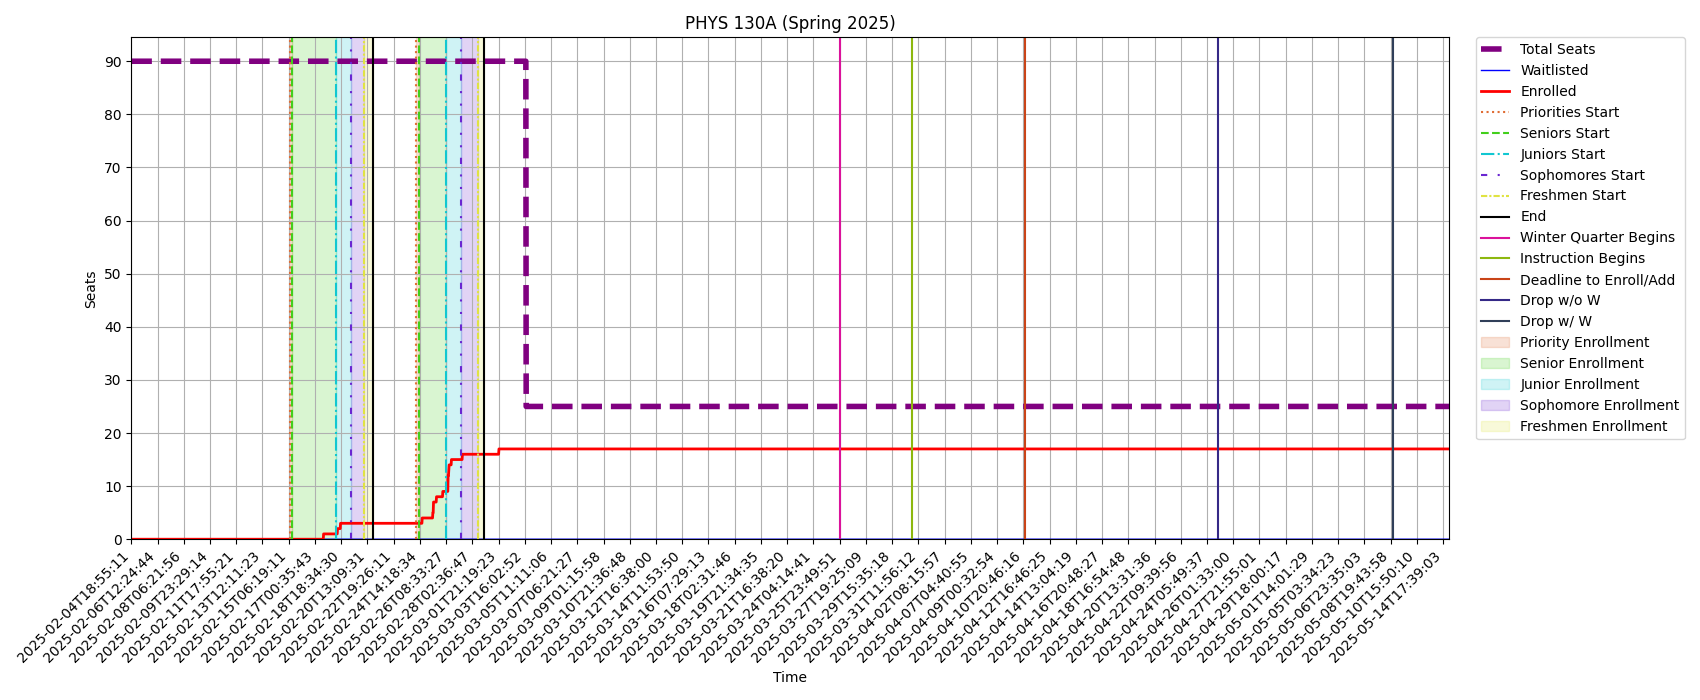 PHYS 130A (Spring 2025)
Seats
90
80
70
60
50
40
30
20
10
0
2025-02-04T18:55:11
2025-02-06T12:24:44
2025-02-08T06:21:56
2025-02-09T23:29:14
2025-02-11T17:55:21
2025-02-13T12:11:23
2025-02-15T06:19:11
2025-02-17T00:35:43
2025-02-18T18:34:30
2025-02-20T13:09:31
2025-02-22T19:26:11
2025-02-24T14:18:34
2025-02-26T08:33:27
2025-02-28T02:36:47
2025-03-01T21:19:23
2025-03-03T16:02:52
2025-03-05T11:11:06
2025-03-07T06:21:27
2025-03-09T01:15:58
2025-03-10T21:36:48
2025-03-12T16:38:00
2025-03-14T11:53:50
2025-03-16T07:29:13
2025-03-18T02:31:46
2025-03-19T21:34:35
2025-03-21T16:38:20
2025-03-24T04:14:41
2025-03-25T23:49:51
2025-03-27T19:25:09
2025-03-29T15:35:18
2025-03-31T11:56:12
2025-04-02T08:15:57
2025-04-07T04:40:55
2025-04-09T00:32:54
2025-04-10T20:46:16
2025-04-12T16:46:25
2025-04-14T13:04:19
2025-04-16T20:48:27
2025-04-18T16:54:48
2025-04-20T13:31:36
2025-04-22T09:39:56
2025-04-24T05:49:37
2025-04-26T01:33:00
2025-04-27T21:55:01
2025-04-29T18:00:17
2025-05-01T14:01:29
2025-05-05T03:34:23
2025-05-06T23:35:03
2025-05-08T19:43:58
2025-05-10T15:50:10
2025-05-14T17:39:03
Time
Total Seats
Waitlisted
Enrolled
Priorities Start
Seniors Start
Juniors Start
Sophomores Start
Freshmen Start
End
Winter Quarter Begins
Instruction Begins
Deadline to Enroll/Add
Drop w/o W
Drop w/ W
Priority Enrollment
Senior Enrollment
Junior Enrollment
Sophomore Enrollment
Freshmen Enrollment